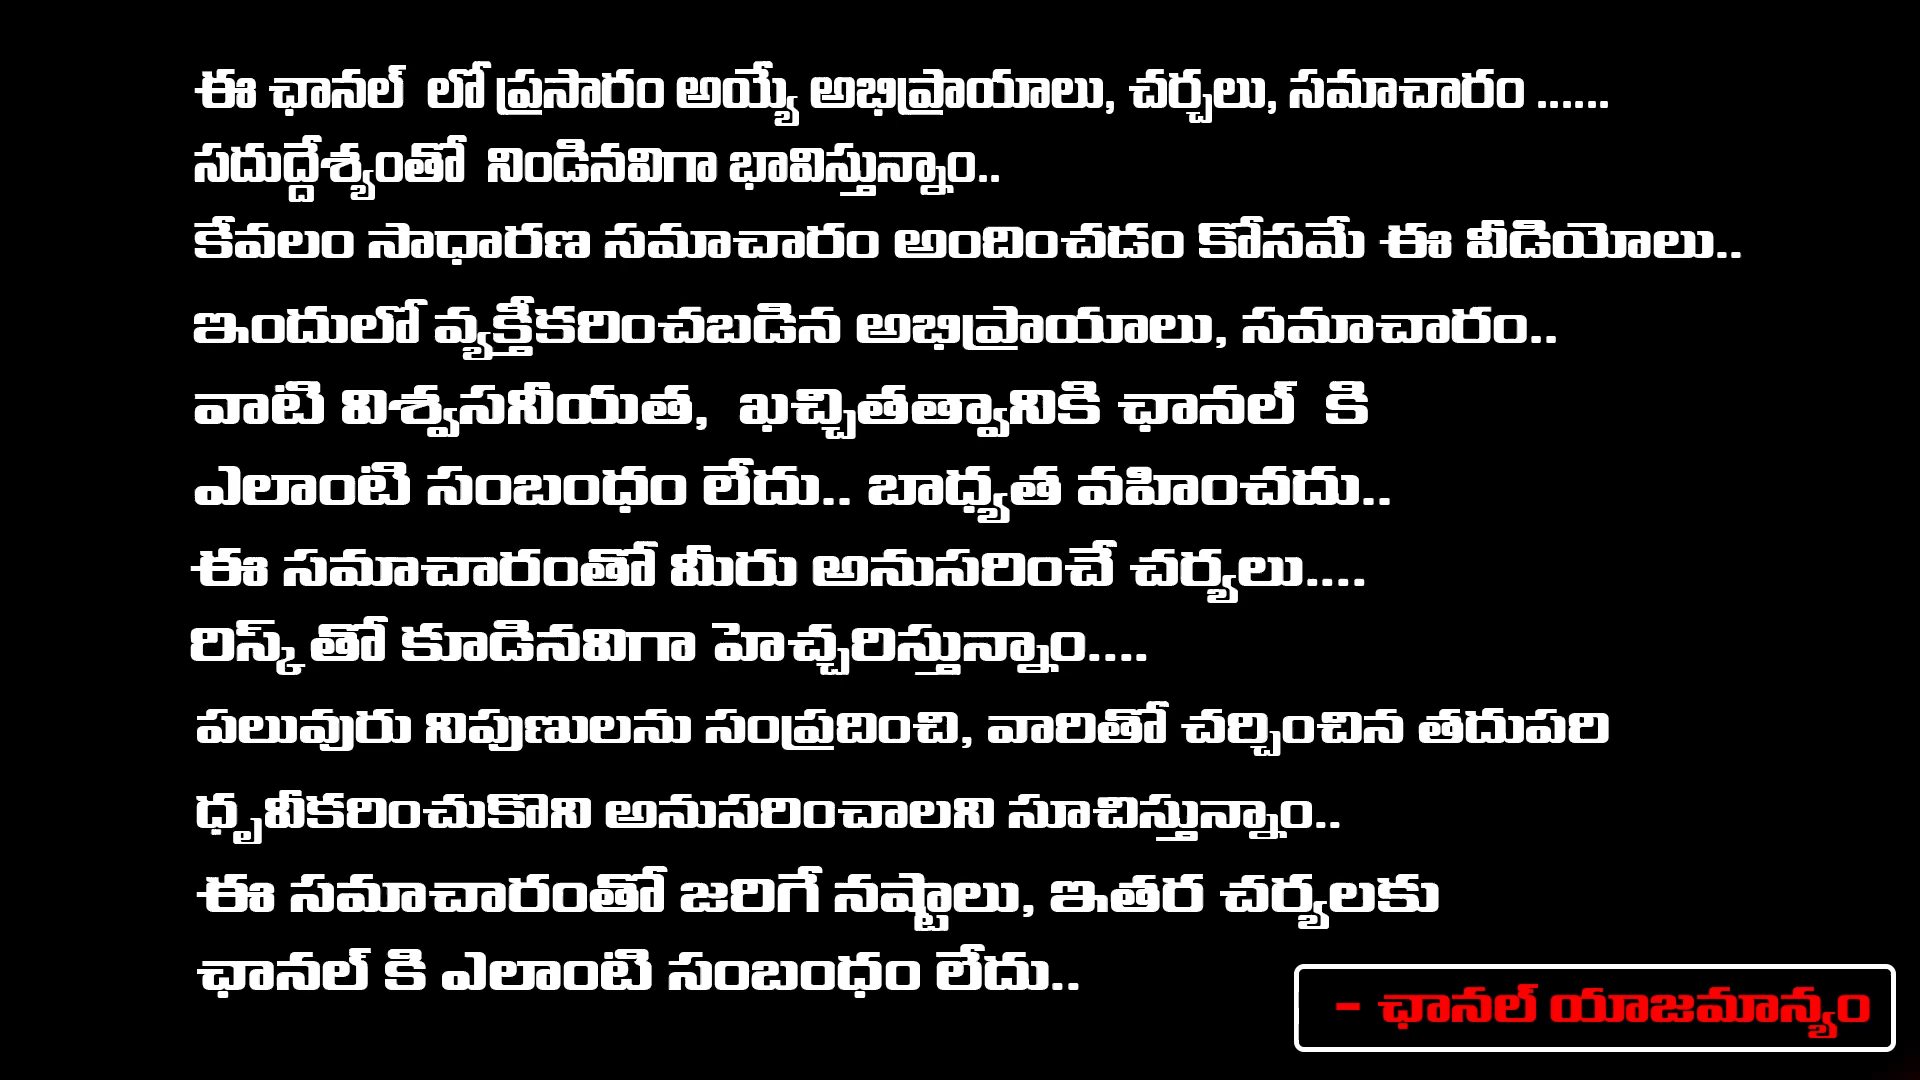 ఈ ఛానల్ లో ప్రసారం అయ్యే అభిప్రాయాలు, చర్చలు, సమాచారం ......
సదుద్దేశ్యంతో నిండినవిగా భావిస్తున్నాం..
కేవలం సాధారణ సమాచారం అందించడం కోసమే ఈ వీడియోలు..
ఇందులో వ్యక్తీకరించబడిన అభిప్రాయాలు, సమాచారం..
వాటి విశ్వసనీయత, ఖచ్చితత్వానికి ఛానల్ కి
ఎలాంటి సంబంధం లేదు.. బాధ్యత వహించదు..
ఈ సమాచారంతో మీరు అనుసరించే చర్యలు....
రిస్క్ తో కూడినవిగా హెచ్చరిస్తున్నాం....
పలువురు నిపుణులను సంప్రదించి, వారితో చర్చించిన తదుపరి
ధృవీకరించుకొని అనుసరించాలని సూచిస్తున్నాం..
ఈ సమాచారంతో జరిగే నష్టాలు, ఇతర చర్యలకు
ఛానల్ కి ఎలాంటి సంబంధం లేదు..
- ఛానల్ యాజమాన్యం